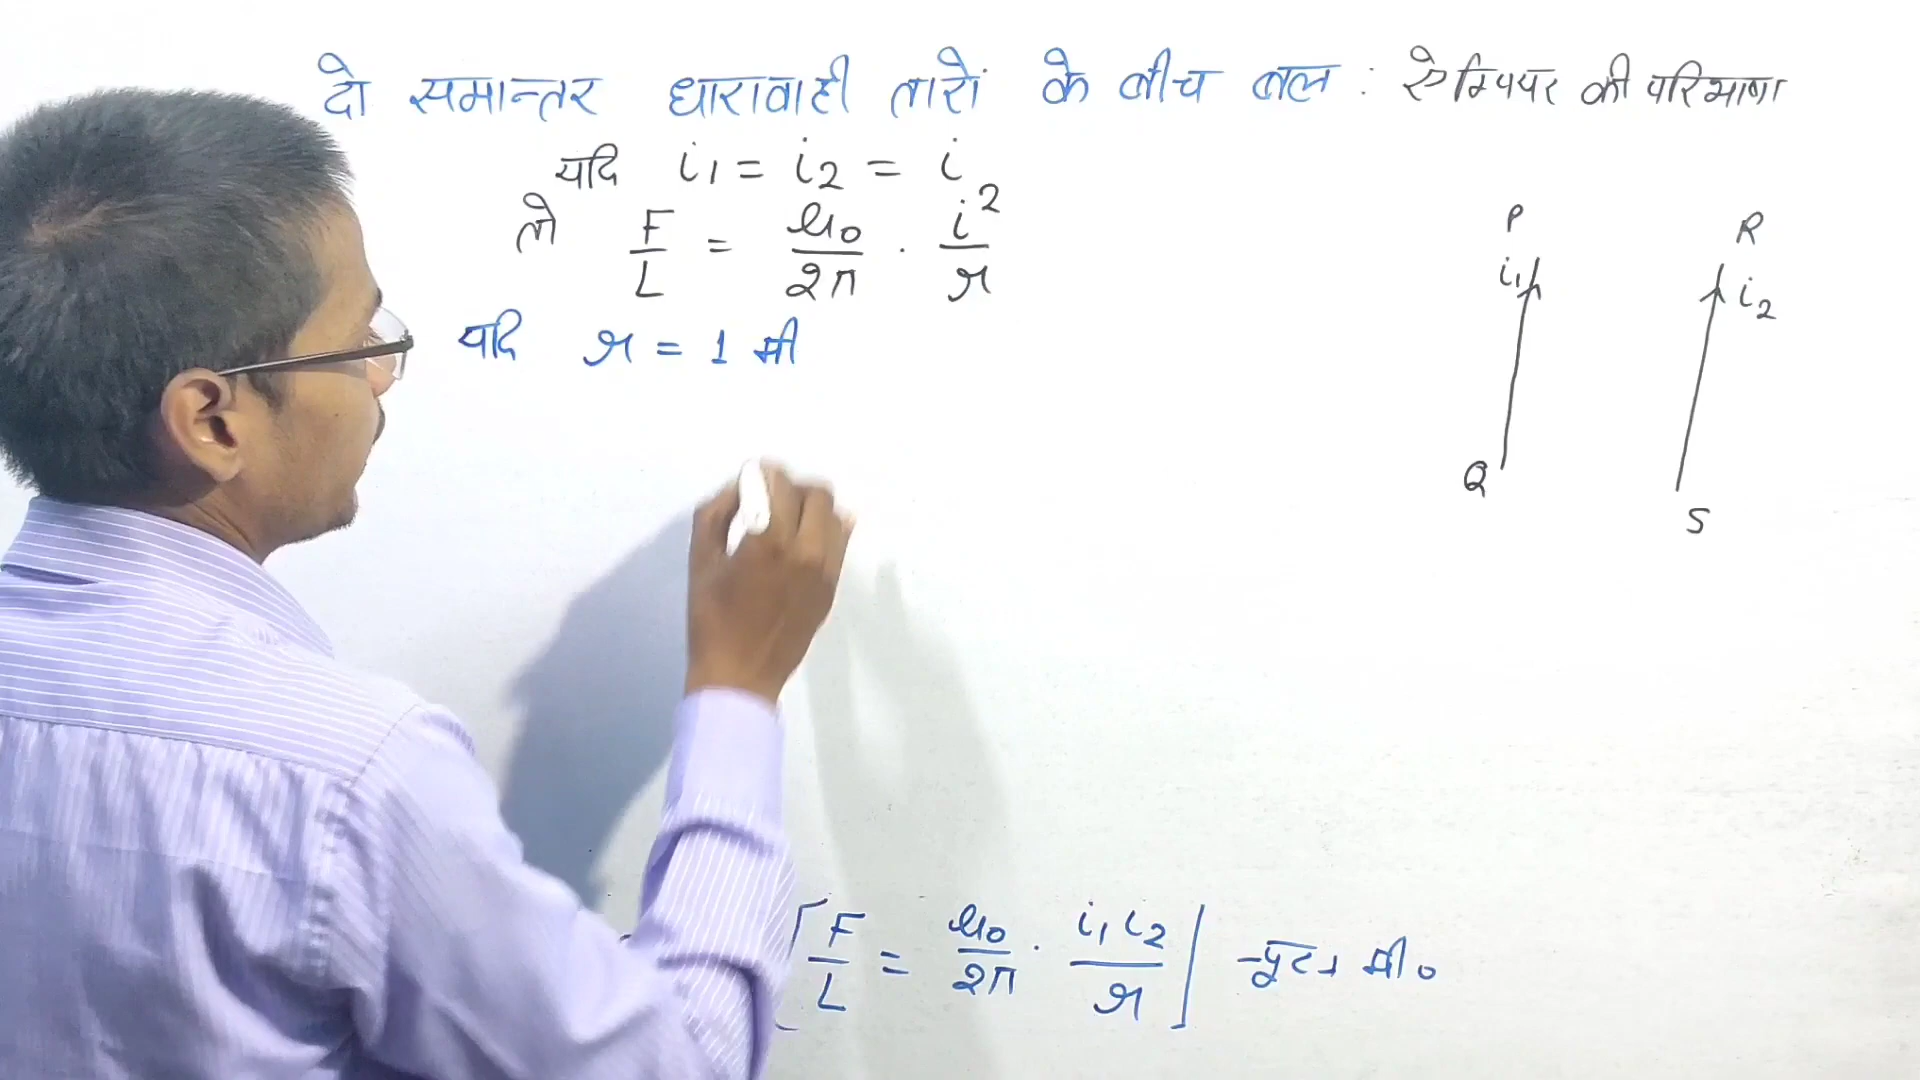 दो समान्तर धारावाही तारों के बीच बल : ऐम्पियर की परिभाषा
यदि i₁ = i₂ = i
तो F/L = μ₀/2π · i²/r
यदि r = 1 मी
P
R
i₁
i₂
Q
S
[F/L = μ₀/2π · i₁i₂/r] न्यूटन मी०